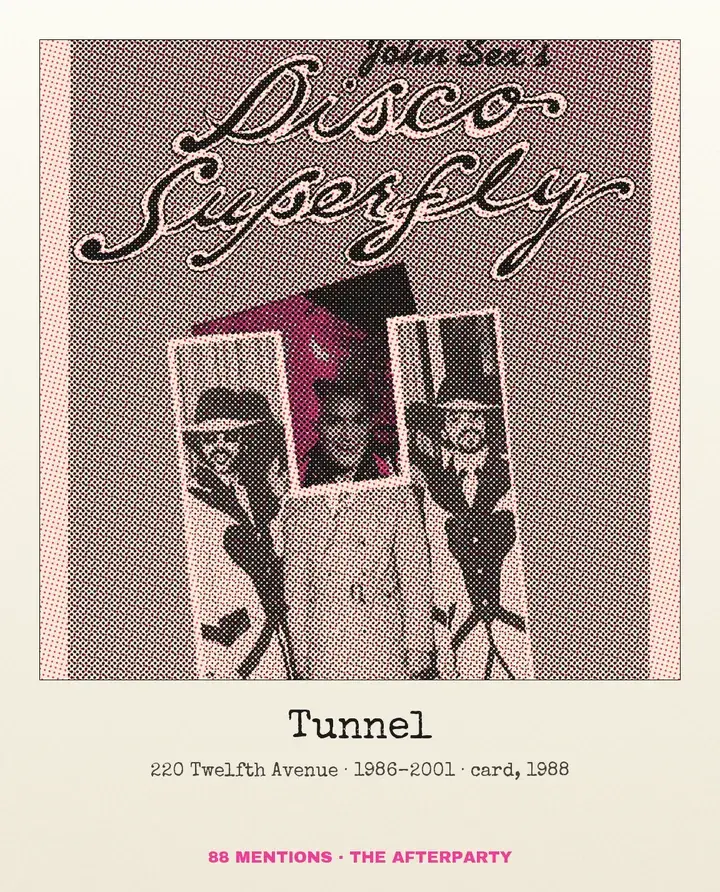 John Sex's
Disco
Superfly
Tunnel
220 Twelfth Avenue · 1986–2001 · card, 1988
88 MENTIONS · THE AFTERPARTY